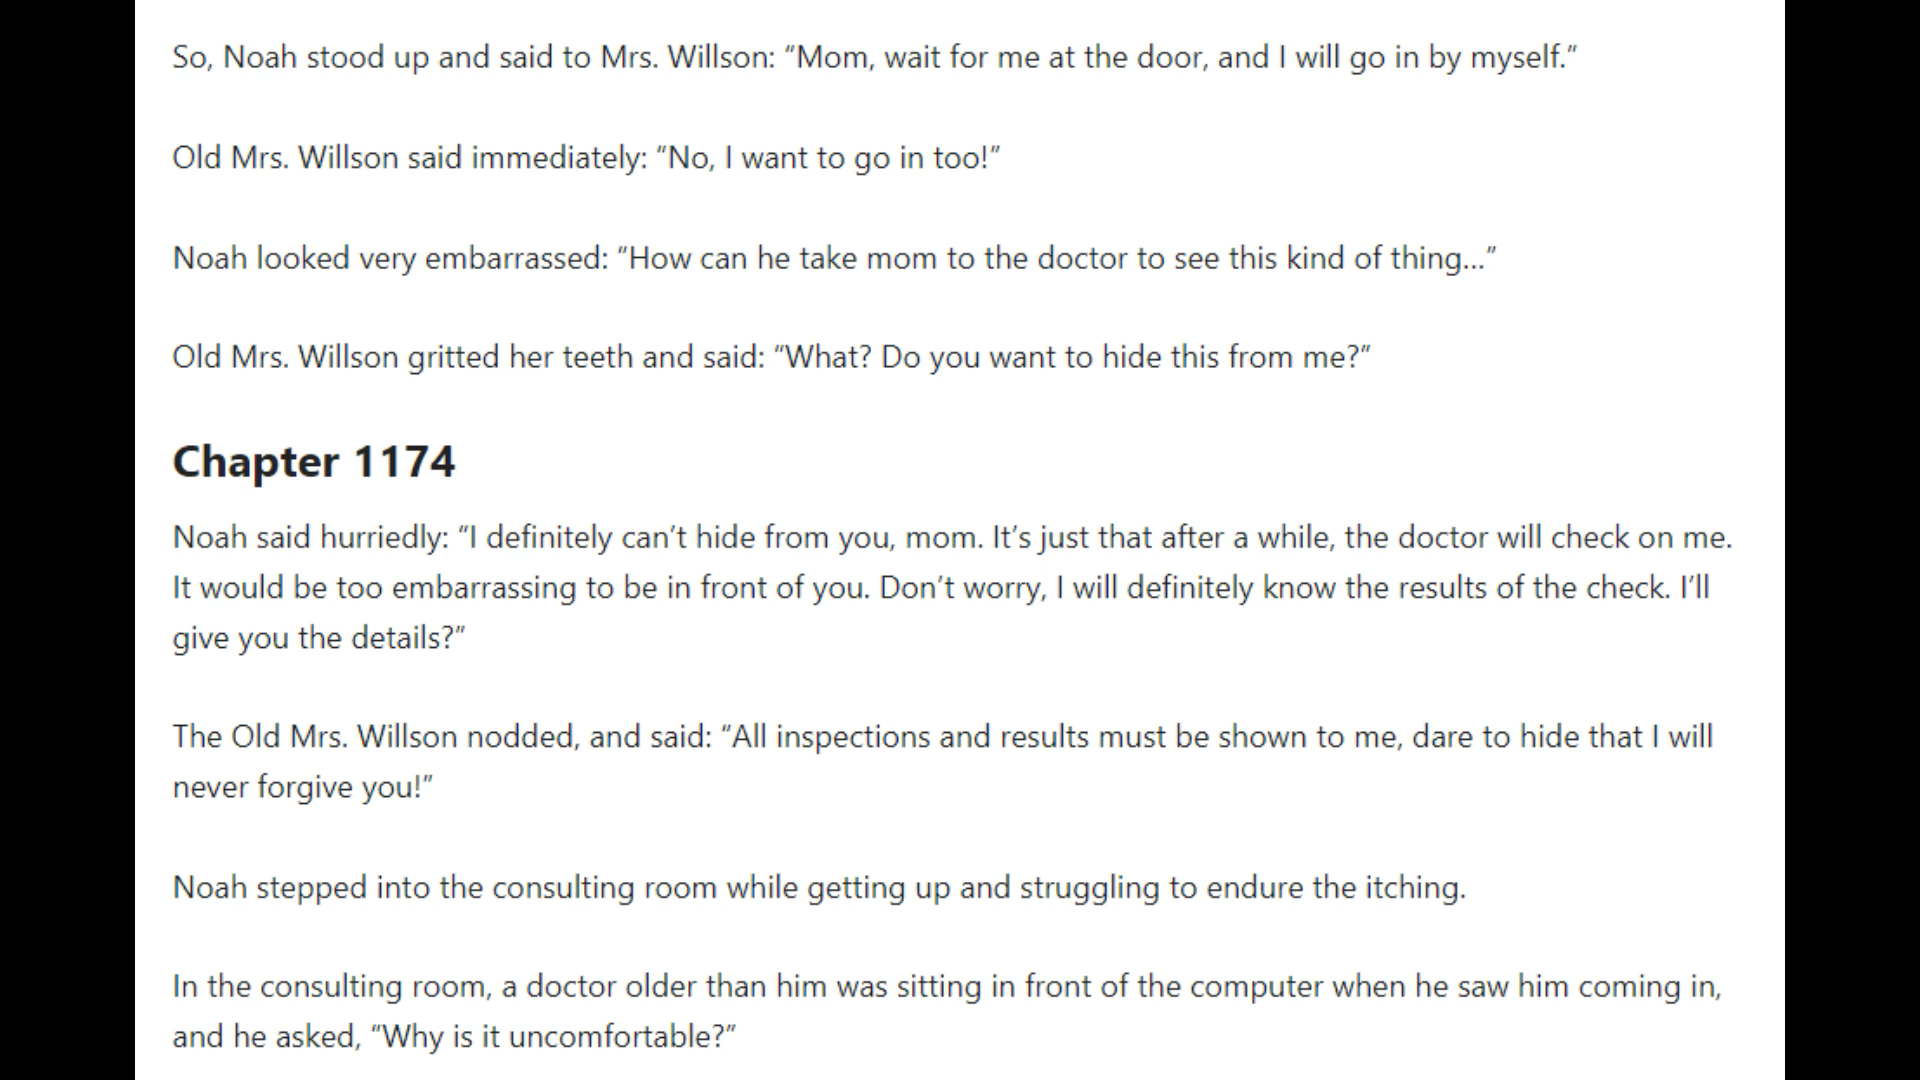 So, Noah stood up and said to Mrs. Willson: “Mom, wait for me at the door, and I will go in by myself.”
Old Mrs. Willson said immediately: “No, I want to go in too!”
Noah looked very embarrassed: “How can he take mom to the doctor to see this kind of thing…”
Old Mrs. Willson gritted her teeth and said: “What? Do you want to hide this from me?”
Chapter 1174
Noah said hurriedly: “I definitely can’t hide from you, mom. It’s just that after a while, the doctor will check on me.
It would be too embarrassing to be in front of you. Don’t worry, I will definitely know the results of the check. I’ll
give you the details?”
The Old Mrs. Willson nodded, and said: “All inspections and results must be shown to me, dare to hide that I will
never forgive you!”
Noah stepped into the consulting room while getting up and struggling to endure the itching.
In the consulting room, a doctor older than him was sitting in front of the computer when he saw him coming in,
and he asked, “Why is it uncomfortable?”